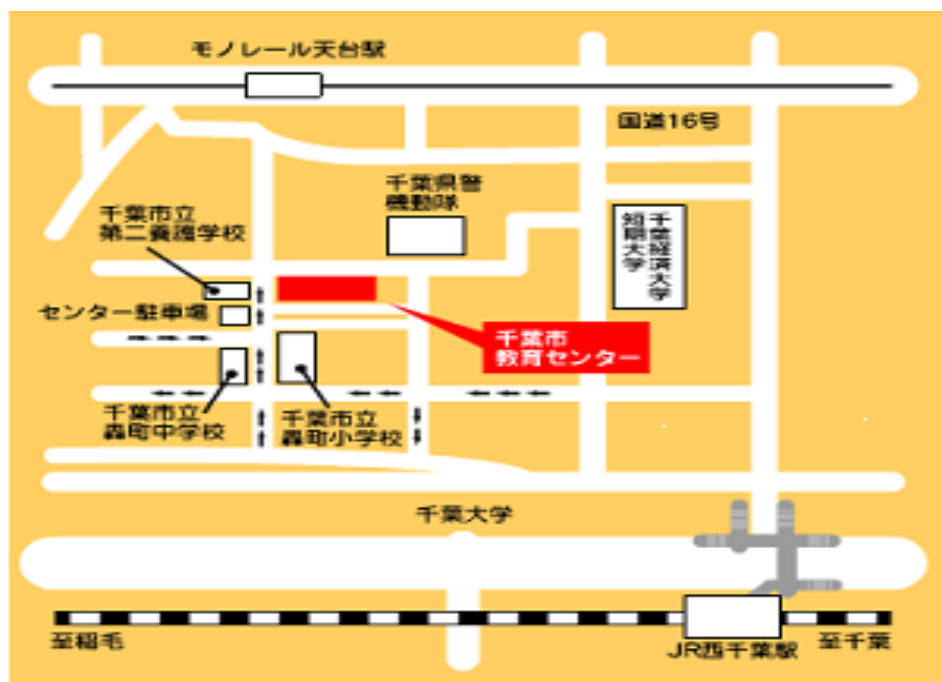 モノレール天台駅
国道16号
千葉県警
機動隊
千葉市立
第二養護学校
千葉経済大学
短期大学
センター駐車場
千葉市
教育センター
千葉市立
轟町中学校
千葉市立
轟町小学校
千葉大学
至稲毛
JR西千葉駅
至千葉